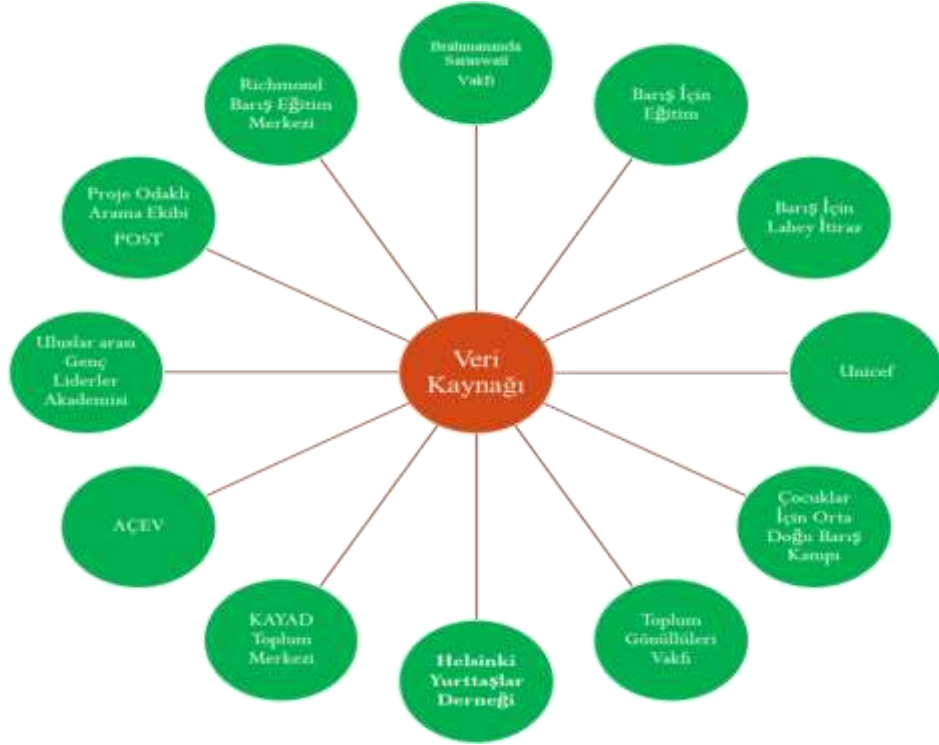 Brahmananda
Saraswati
Vakfı
Barış İçin
Eğitim
Barış İçin
Lahey İtiraz
Unicef
Çocuklar
İçin Orta
Doğu Barış
Kampı
Toplum
Gönüllüleri
Vakfı
Helsinki
Yurttaşlar
Derneği
KAYAD
Toplum
Merkezi
AÇEV
Uluslar arası
Genç
Liderler
Akademisi
Proje Odaklı
Arama Ekibi
POST
Richmond
Barış Eğitim
Merkezi
Veri
Kaynağı